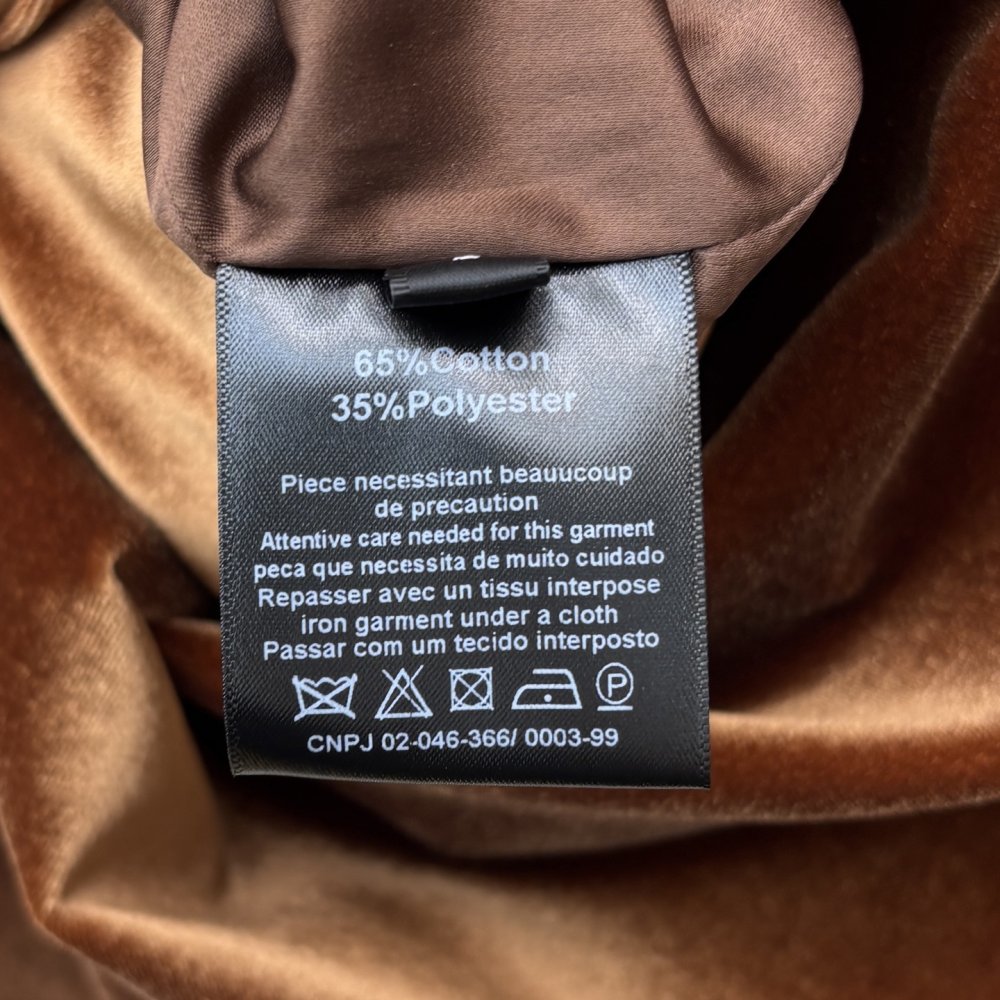 65%Cotton
35%Polyester
Piece necessitant beauucoup
de precaution
Attentive care needed for this garment
peca que necessita de muito cuidado
Repasser avec un tissu interpose
iron garment under a cloth
Passar com um tecido interposto
P
CNPJ 02-046-366/ 0003-99